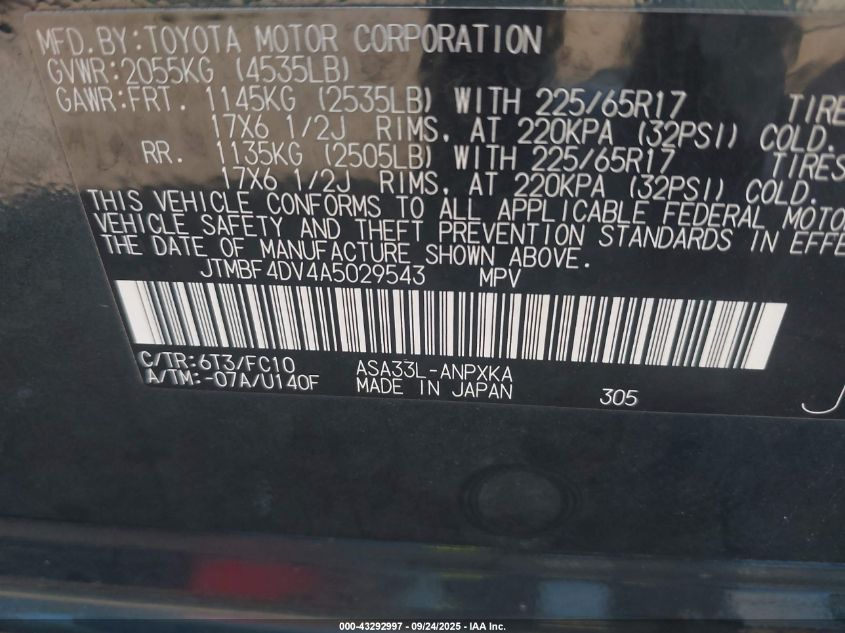 MFD.BY:TOYOTA MOTOR CORPORATION
GVWR:2055KG (4535LB)
GAWR:FRT. 1145KG (2535LB) WITH 225/65R17 TIRE
17X6 1/2J RIMS, AT 220KPA (32PSI) COLD.
RR. 1135KG (2505LB) WITH 225/65R17 TIRES
17X6 1/2J RIMS, AT 220KPA (32PSI) COLD.
THIS VEHICLE CONFORMS TO ALL APPLICABLE FEDERAL MOTO
VEHICLE SAFETY AND THEFT PREVENTION STANDARDS IN EFFE
THE DATE OF MANUFACTURE SHOWN ABOVE.
JTMBF4DV4A5029543 MPV
C/TR:6T3/FC10 ASA33L-ANPXKA
A/TM:-07A/U140F MADE IN JAPAN 305
000-43292997 - 09/24/2025 - IAA Inc.